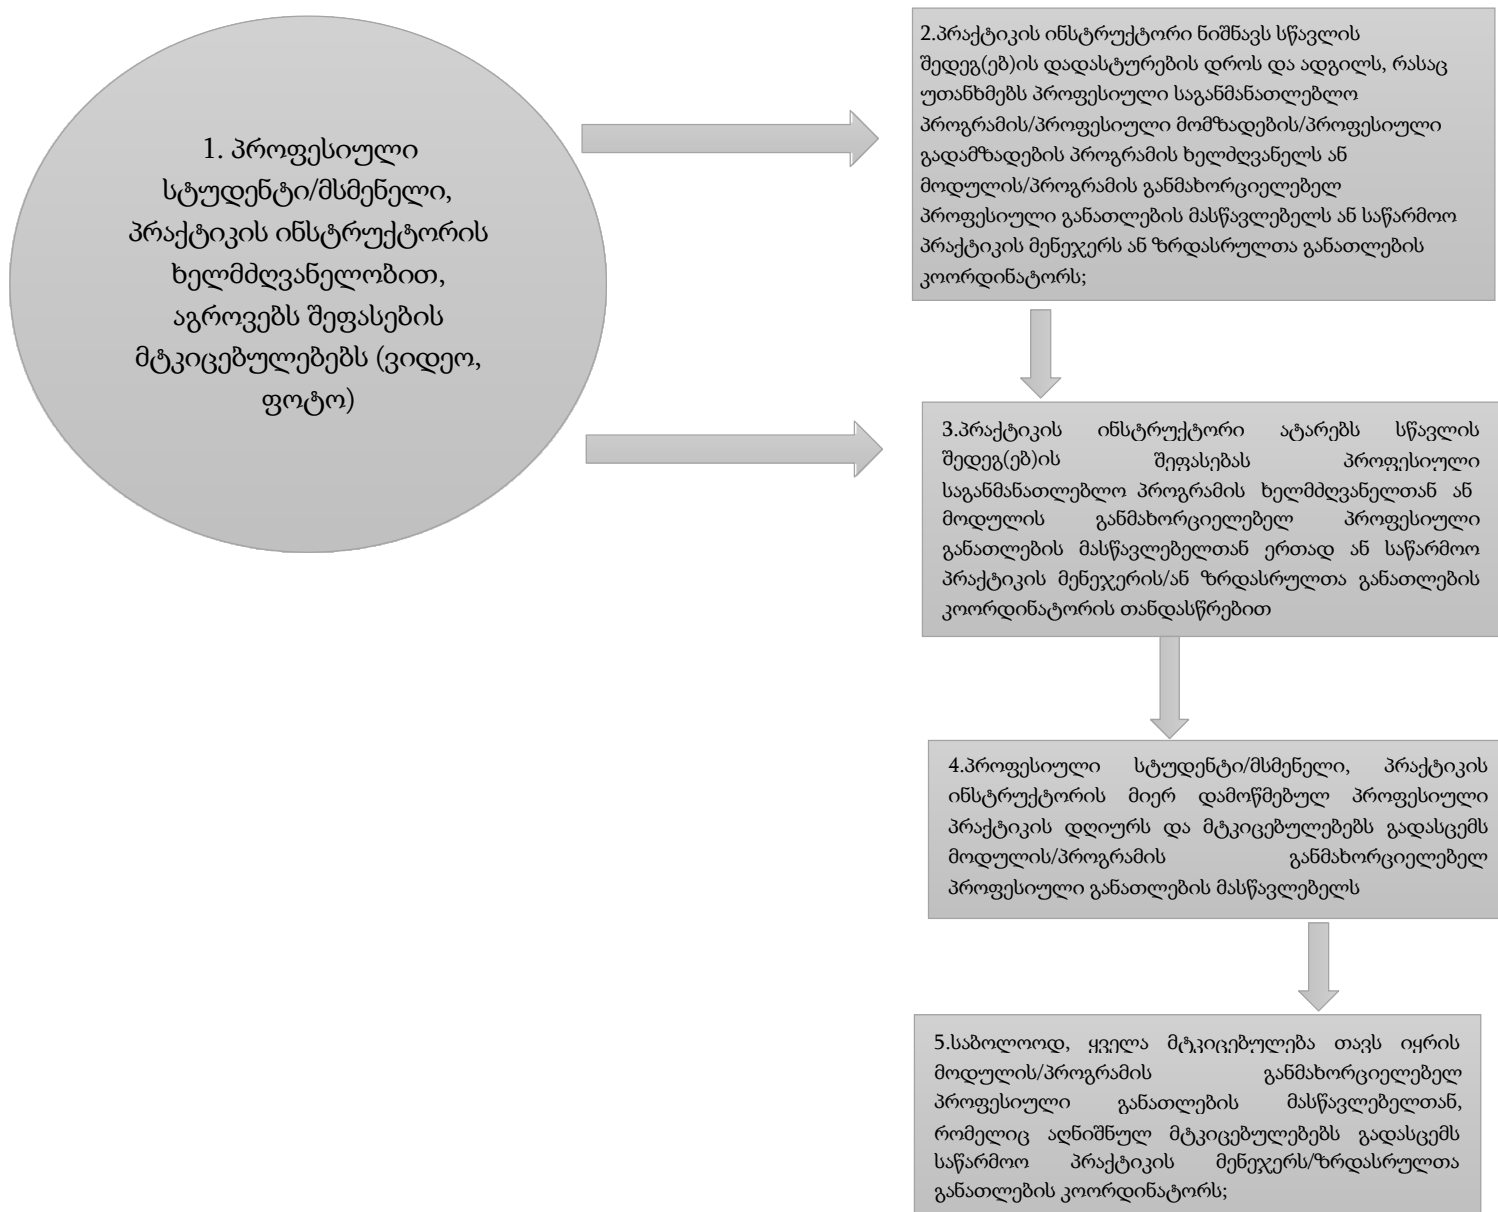 1. პროფესიული
სტუდენტი/მსმენელი,
პრაქტიკის ინსტრუქტორის
ხელმძღვანელობით,
აგროვებს შეფასების
მტკიცებულებებს (ვიდეო,
ფოტო)
2.პრაქტიკის ინსტრუქტორი ნიშნავს სწავლის
შედეგ(ებ)ის დადასტურების დროს და ადგილს, რასაც
უთანხმებს პროფესიული საგანმანათლებლო
პროგრამის/პროფესიული მომზადების/პროფესიული
გადამზადების პროგრამის ხელძღვანელს ან
მოდულის/პროგრამის განმახორციელებელ
პროფესიული განათლების მასწავლებელს ან საწარმოო
პრაქტიკის მენეჯერს ან ზრდასრულთა განათლების
კოორდინატორს;
3.პრაქტიკის ინსტრუქტორი ატარებს სწავლის
შედეგ(ებ)ის შეფასებას პროფესიული
საგანმანათლებლო პროგრამის ხელმძღვანელთან ან
მოდულის განმახორციელებელ პროფესიული
განათლების მასწავლებელთან ერთად ან საწარმოო
პრაქტიკის მენეჯერის/ან ზრდასრულთა განათლების
კოორდინატორის თანდასწრებით
4.პროფესიული სტუდენტი/მსმენელი, პრაქტიკის
ინსტრუქტორის მიერ დამოწმებულ პროფესიული
პრაქტიკის დღიურს და მტკიცებულებებს გადასცემს
მოდულის/პროგრამის განმახორციელებელ
პროფესიული განათლების მასწავლებელს
5.საბოლოოდ, ყველა მტკიცებულება თავს იყრის
მოდულის/პროგრამის განმახორციელებელ
პროფესიული განათლების მასწავლებელთან,
რომელიც აღნიშნულ მტკიცებულებებს გადასცემს
საწარმოო პრაქტიკის მენეჯერს/ზრდასრულთა
განათლების კოორდინატორს;